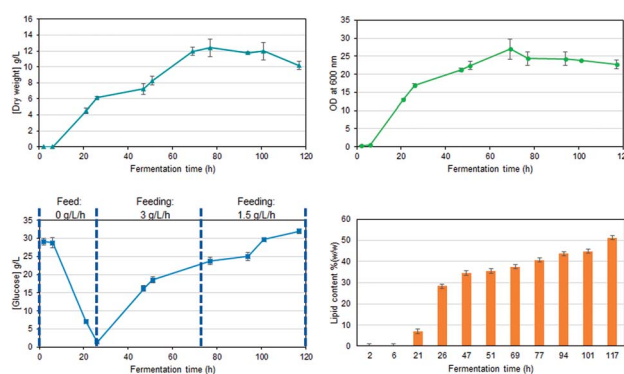 [Dry weight] g/L
16
14
12
10
8
6
4
2
0
0 20 40 60 80 100 120
Fermentation time (h)
OD at 600 nm
35
30
25
20
15
10
5
0
0 20 40 60 80 100 120
Fermentation time (h)
Feed: Feeding: Feeding:
0 g/L/h 3 g/L/h 1.5 g/L/h
[Glucose] g/L
35
30
25
20
15
10
5
0
0 20 40 60 80 100 120
Fermentation time (h)
Lipid content %(w/w)
60
50
40
30
20
10
0
2 6 21 26 47 51 69 77 94 101 117
Fermentation time (h)